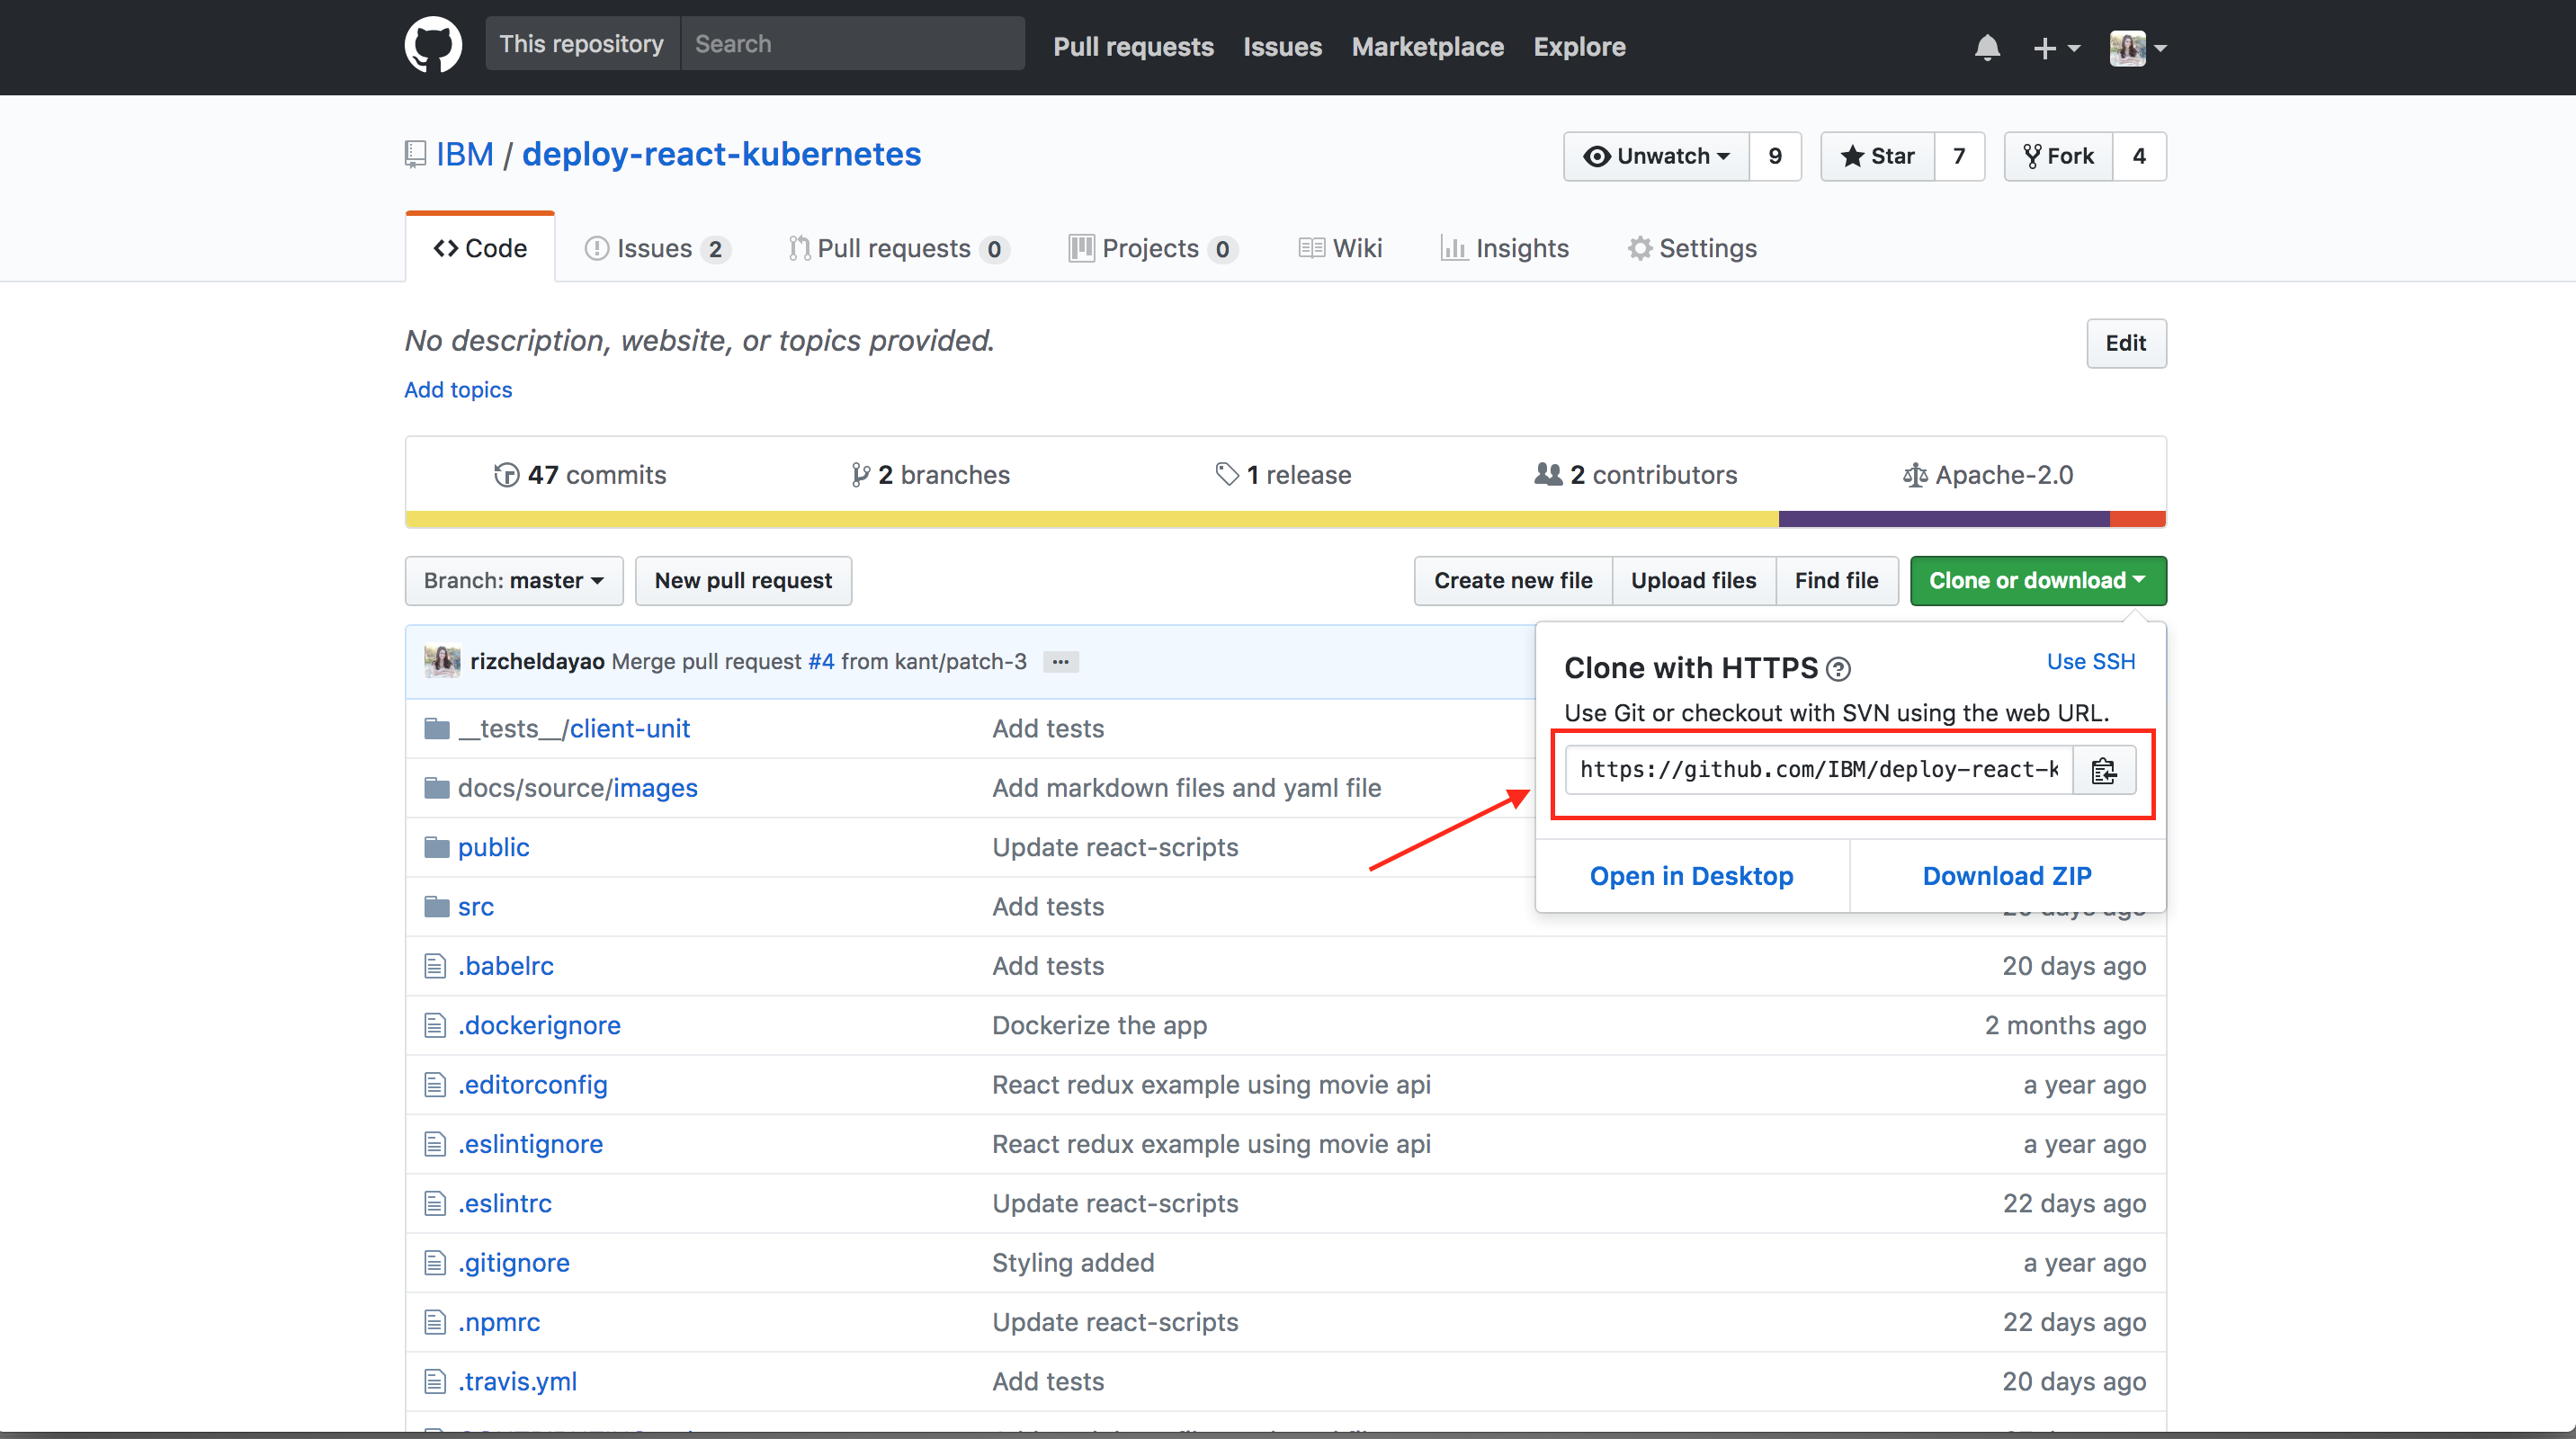 This repository Search Pull requests Issues Marketplace Explore
IBM / deploy-react-kubernetes Unwatch 9 Star 7 Fork 4
Code Issues 2 Pull requests 0 Projects 0 Wiki Insights Settings
No description, website, or topics provided. Edit
Add topics
47 commits 2 branches 1 release 2 contributors Apache-2.0
Branch: master New pull request Create new file Upload files Find file Clone or download
rizcheldayao Merge pull request #4 from kant/patch-3 ...
Clone with HTTPS ? Use SSH
Use Git or checkout with SVN using the web URL.
https://github.com/IBM/deploy-react-k
Open in Desktop Download ZIP
__tests__/client-unit Add tests
docs/source/images Add markdown files and yaml file
public Update react-scripts
src Add tests
.babelrc Add tests 20 days ago
.dockerignore Dockerize the app 2 months ago
.editorconfig React redux example using movie api a year ago
.eslintignore React redux example using movie api a year ago
.eslintrc Update react-scripts 22 days ago
.gitignore Styling added a year ago
.npmrc Update react-scripts 22 days ago
.travis.yml Add tests 20 days ago